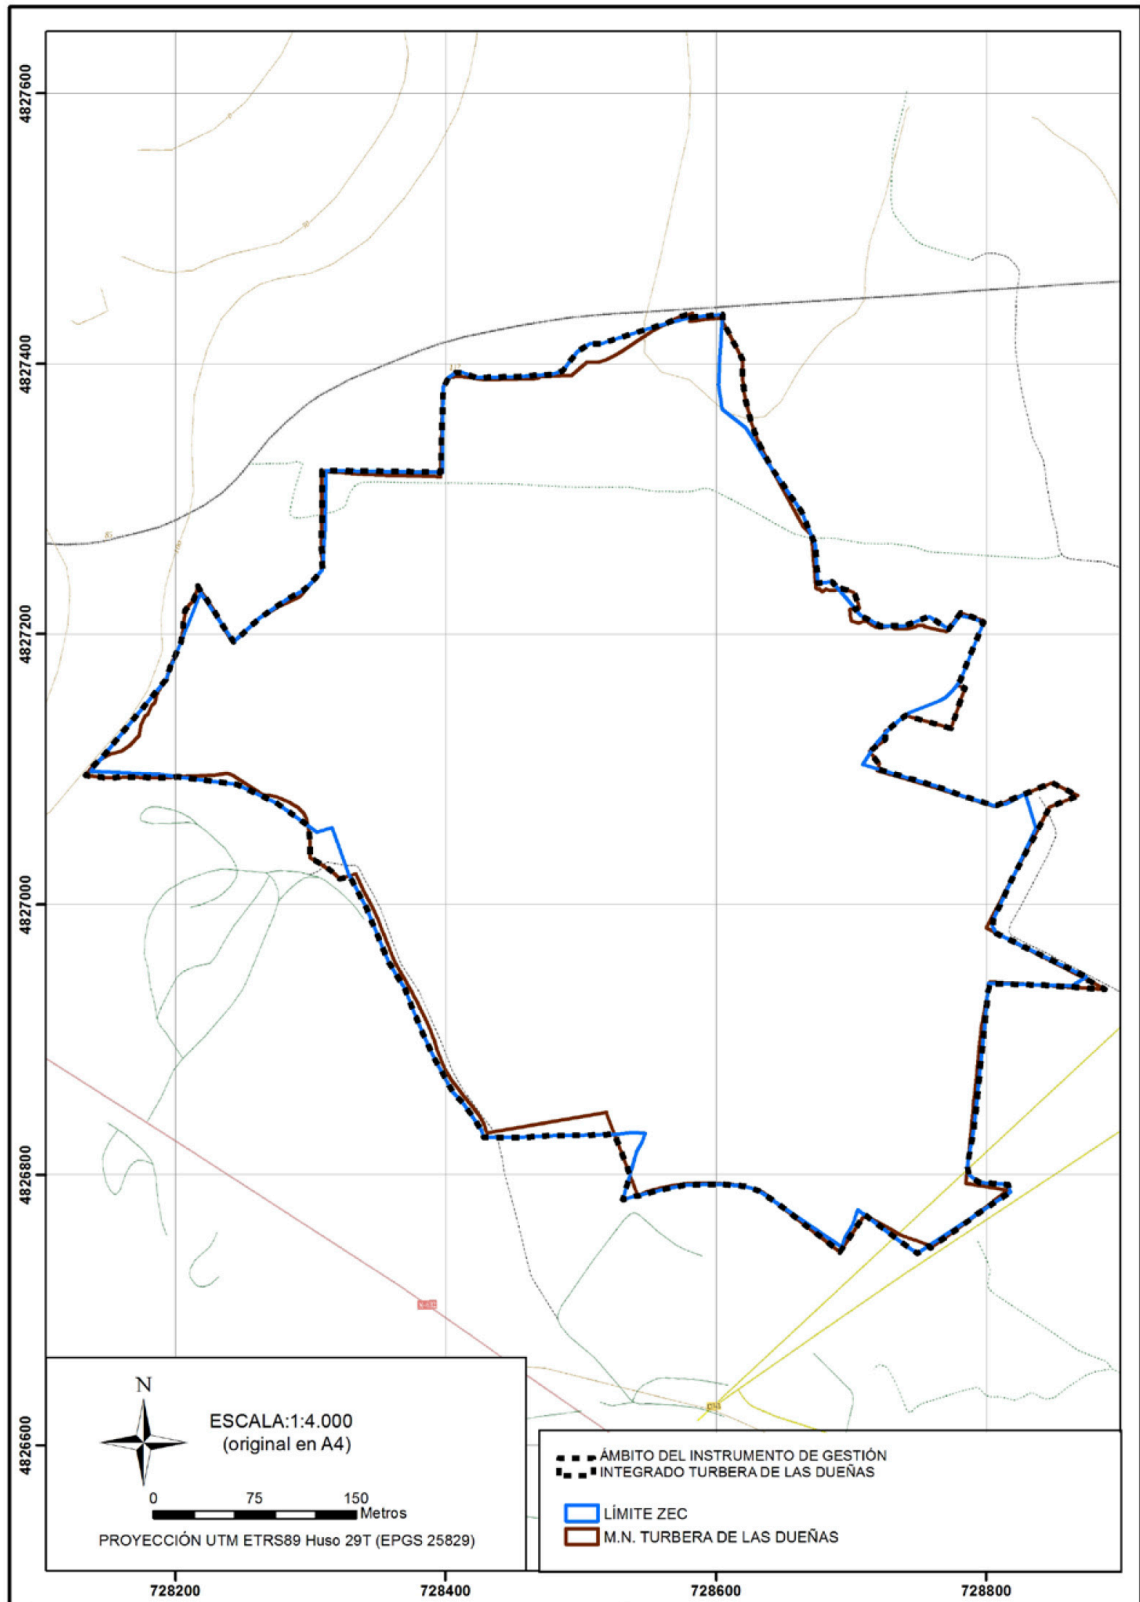 4827600
4827400
4827200
4827000
4826800
4826600
N
ESCALA:1:4.000
(original en A4)
0 75 150
Metros
PROYECCIÓN UTM ETRS89 Huso 29T (EPGS 25829)
ÁMBITO DEL INSTRUMENTO DE GESTIÓN
INTEGRADO TURBERA DE LAS DUEÑAS
LÍMITE ZEC
M.N. TURBERA DE LAS DUEÑAS
728200 728400 728600 728800